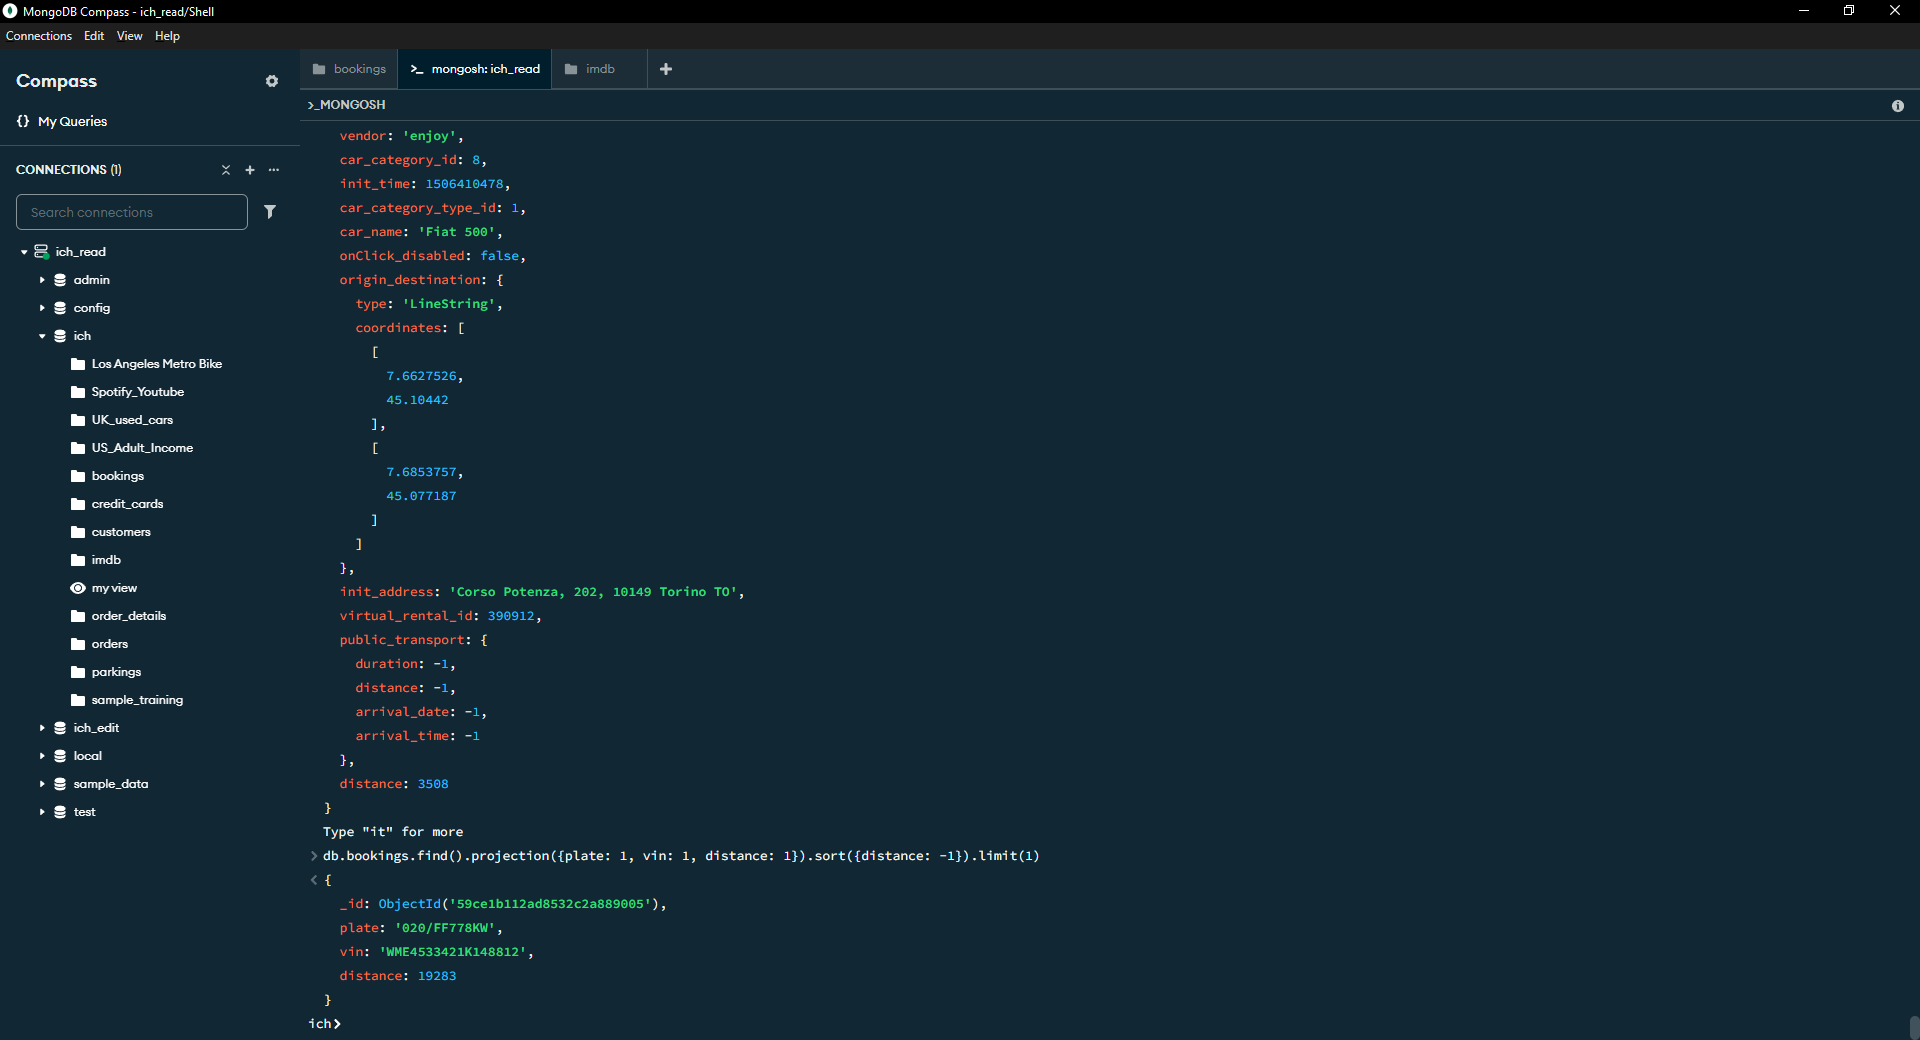 MongoDB Compass - ich_read/Shell
Connections Edit View Help
Compass
{} My Queries
CONNECTIONS (1)
Search connections
ich_read
admin
config
ich
Los Angeles Metro Bike
Spotify_Youtube
UK_used_cars
US_Adult_Income
bookings
credit_cards
customers
imdb
my view
order_details
orders
parkings
sample_training
ich_edit
local
sample_data
test
bookings >_ mongosh: ich_read imdb +
>_MONGOSH
vendor: 'enjoy',
car_category_id: 8,
init_time: 1506410478,
car_category_type_id: 1,
car_name: 'Fiat 500',
onClick_disabled: false,
origin_destination: {
type: 'LineString',
coordinates: [
[
7.6627526,
45.10442
],
[
7.6853757,
45.077187
]
]
},
init_address: 'Corso Potenza, 202, 10149 Torino TO',
virtual_rental_id: 390912,
public_transport: {
duration: -1,
distance: -1,
arrival_date: -1,
arrival_time: -1
},
distance: 3508
}
Type "it" for more
> db.bookings.find().projection({plate: 1, vin: 1, distance: 1}).sort({distance: -1}).limit(1)
< {
_id: ObjectId('59ce1b112ad8532c2a889005'),
plate: '020/FF778KW',
vin: 'WME4533421K148812',
distance: 19283
}
ich>